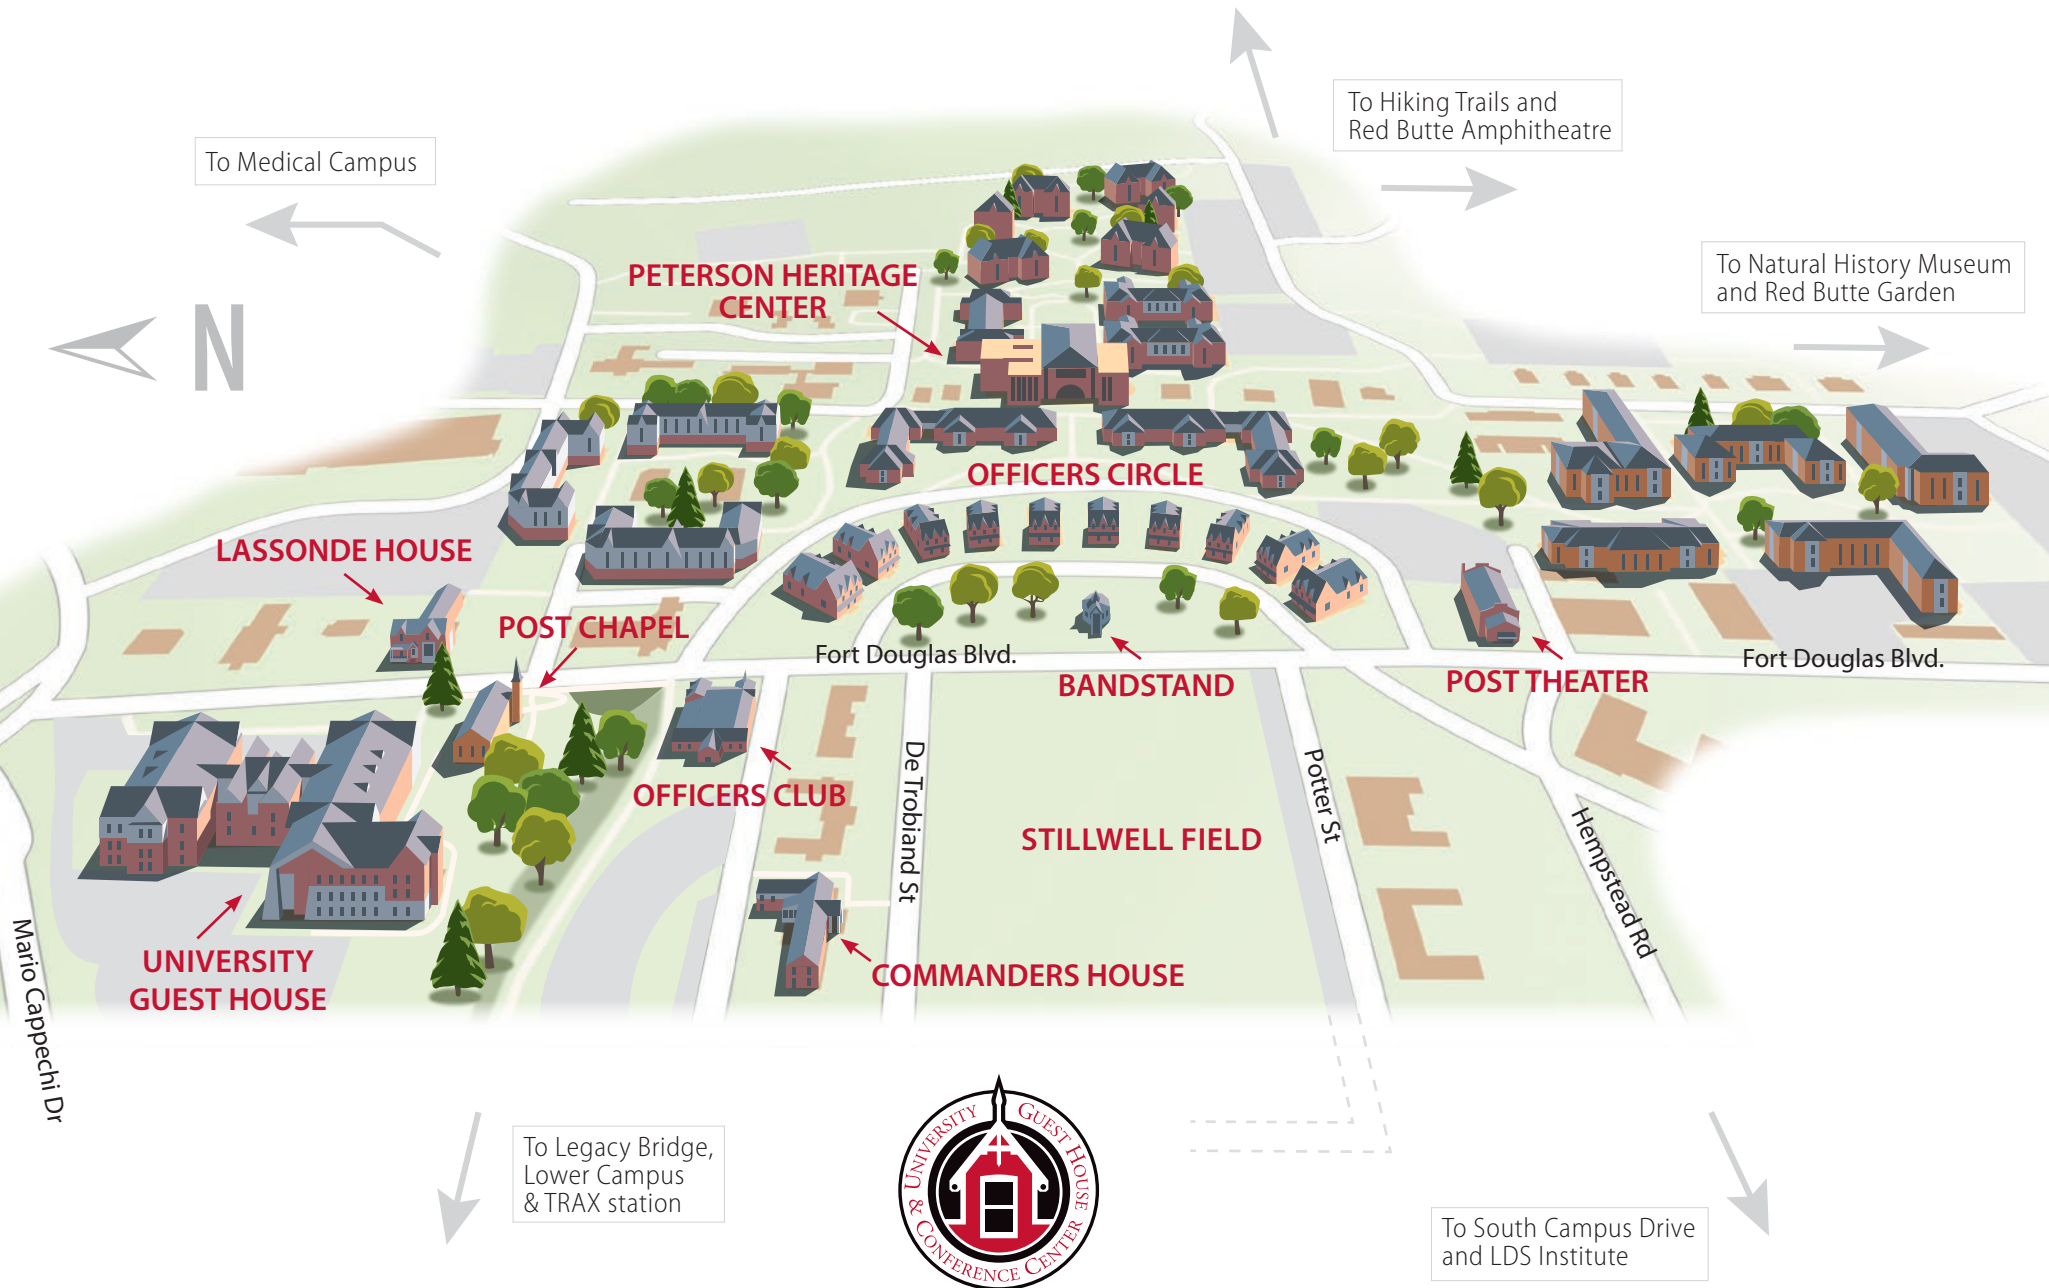 To Hiking Trails and
Red Butte Amphitheatre
To Medical Campus
To Natural History Museum
and Red Butte Garden
PETERSON HERITAGE
CENTER
N
OFFICERS CIRCLE
LASSONDE HOUSE
POST CHAPEL
Fort Douglas Blvd.
Fort Douglas Blvd.
BANDSTAND
POST THEATER
OFFICERS CLUB
De Trobiand St
Potter St
STILLWELL FIELD
Hempstead Rd
UNIVERSITY
GUEST HOUSE
COMMANDERS HOUSE
Mario Cappechi Dr
To Legacy Bridge,
Lower Campus
& TRAX station
UNIVERSITY GUEST HOUSE
& CONFERENCE CENTER
To South Campus Drive
and LDS Institute